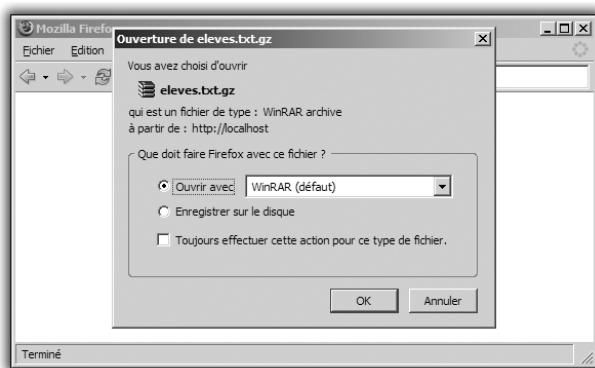 Mozilla Firefo
Fichier Edition
Ouverture de eleves.txt.gz
Vous avez choisi d'ouvrir
eleves.txt.gz
qui est un fichier de type : WinRAR archive
à partir de : http://localhost
Que doit faire Firefox avec ce fichier ?
Ouvrir avec WinRAR (défaut)
Enregistrer sur le disque
Toujours effectuer cette action pour ce type de fichier.
OK Annuler
Terminé